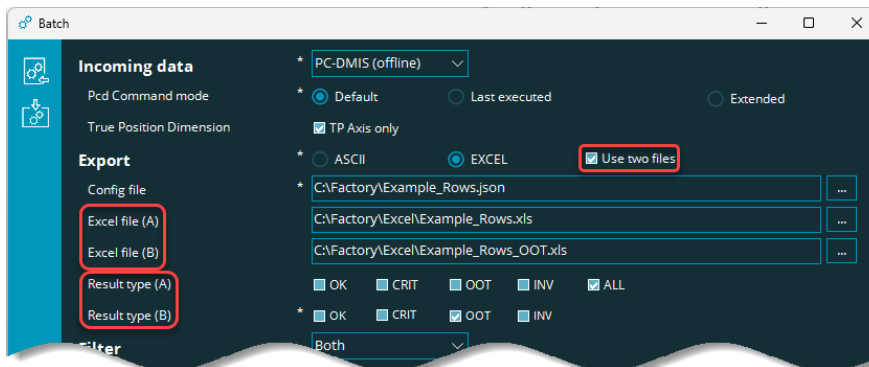 Batch
Incoming data * PC-DMIS (offline)
Pcd Command mode * Default Last executed Extended
True Position Dimension TP Axis only
Export * ASCII EXCEL Use two files
Config file * C:\Factory\Example_Rows.json ...
Excel file (A) C:\Factory\Excel\Example_Rows.xls ...
Excel file (B) C:\Factory\Excel\Example_Rows_OOT.xls ...
Result type (A) OK CRIT OOT INV ALL
Result type (B) * OK CRIT OOT INV
Filter Both